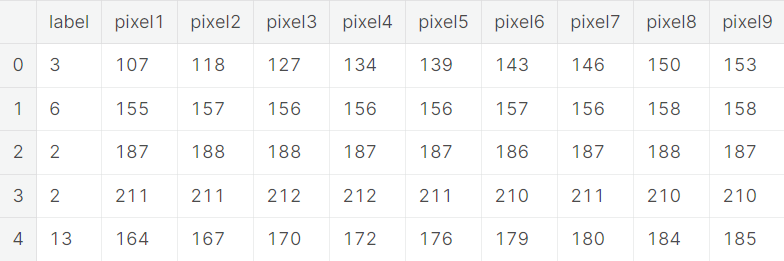 label pixel1 pixel2 pixel3 pixel4 pixel5 pixel6 pixel7 pixel8 pixel9
0 3 107 118 127 134 139 143 146 150 153
1 6 155 157 156 156 156 157 156 158 158
2 2 187 188 188 187 187 186 187 188 187
3 2 211 211 212 212 211 210 211 210 210
4 13 164 167 170 172 176 179 180 184 185